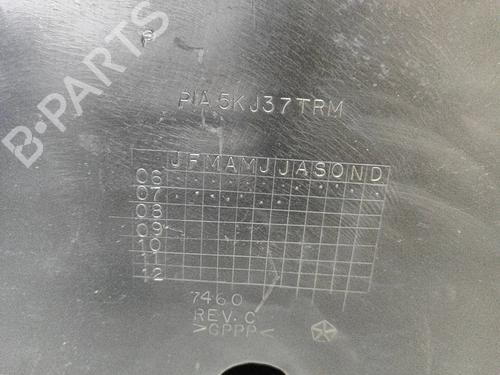 B-PARTS
PIA 5KJ37TRM
J F M A M J J A S O N D
06
07
08
09
10
11
12
7460
REV. C
>GPPP<